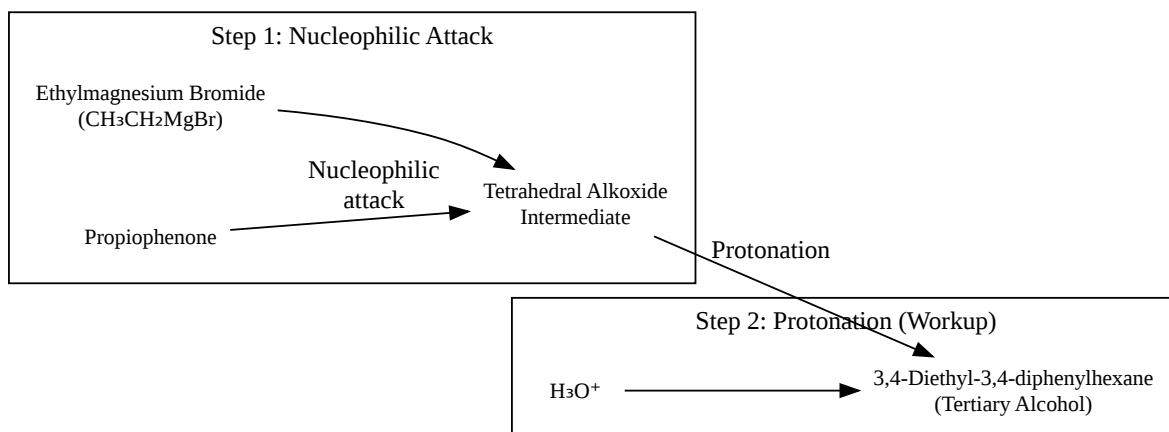 Step 1: Nucleophilic Attack
Ethylmagnesium Bromide
(CH₃CH₂MgBr)
Nucleophilic
attack
Tetrahedral Alkoxide
Intermediate
Propiophenone
Protonation
Step 2: Protonation (Workup)
H₃O⁺
3,4-Diethyl-3,4-diphenylhexane
(Tertiary Alcohol)